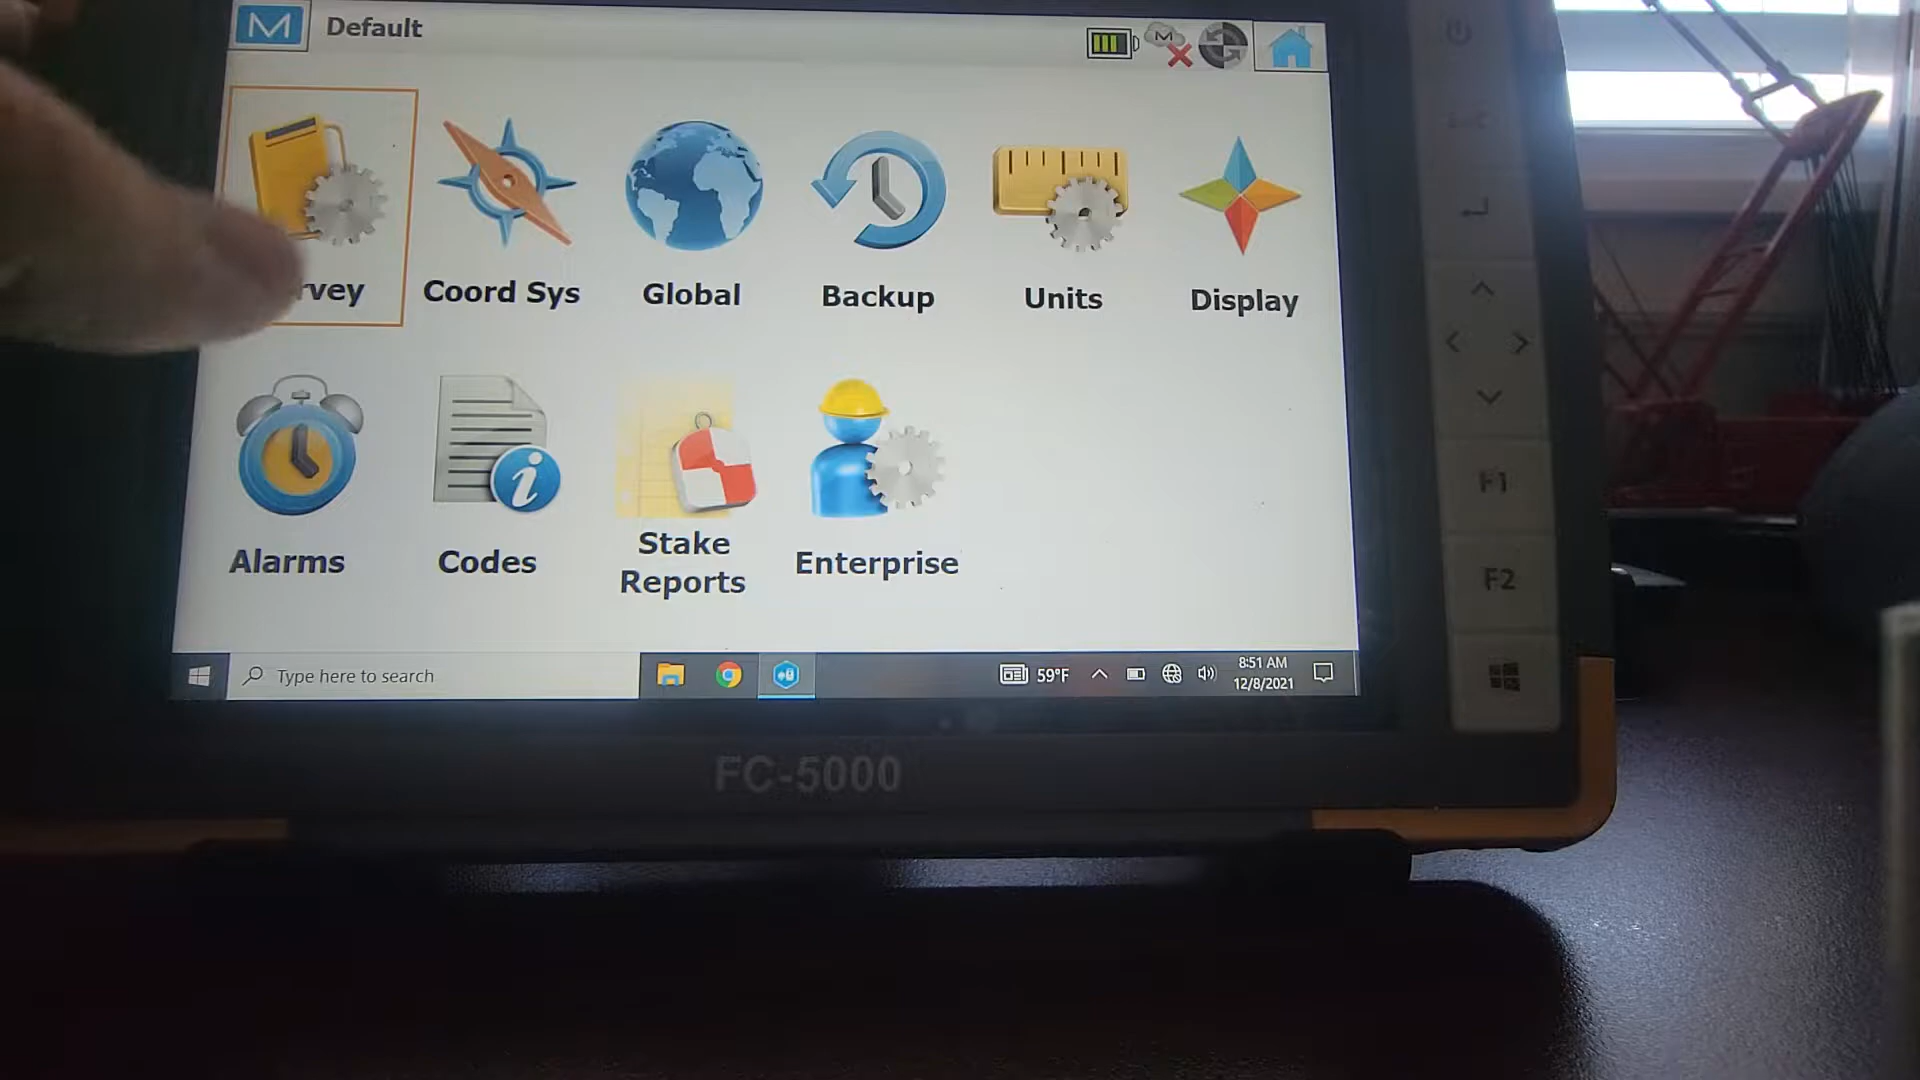 Default
rvey
Coord Sys
Global
Backup
Units
Display
Alarms
Codes
Stake
Reports
Enterprise
Type here to search
59°F
8:51 AM
12/8/2021
FC-5000
F1
F2